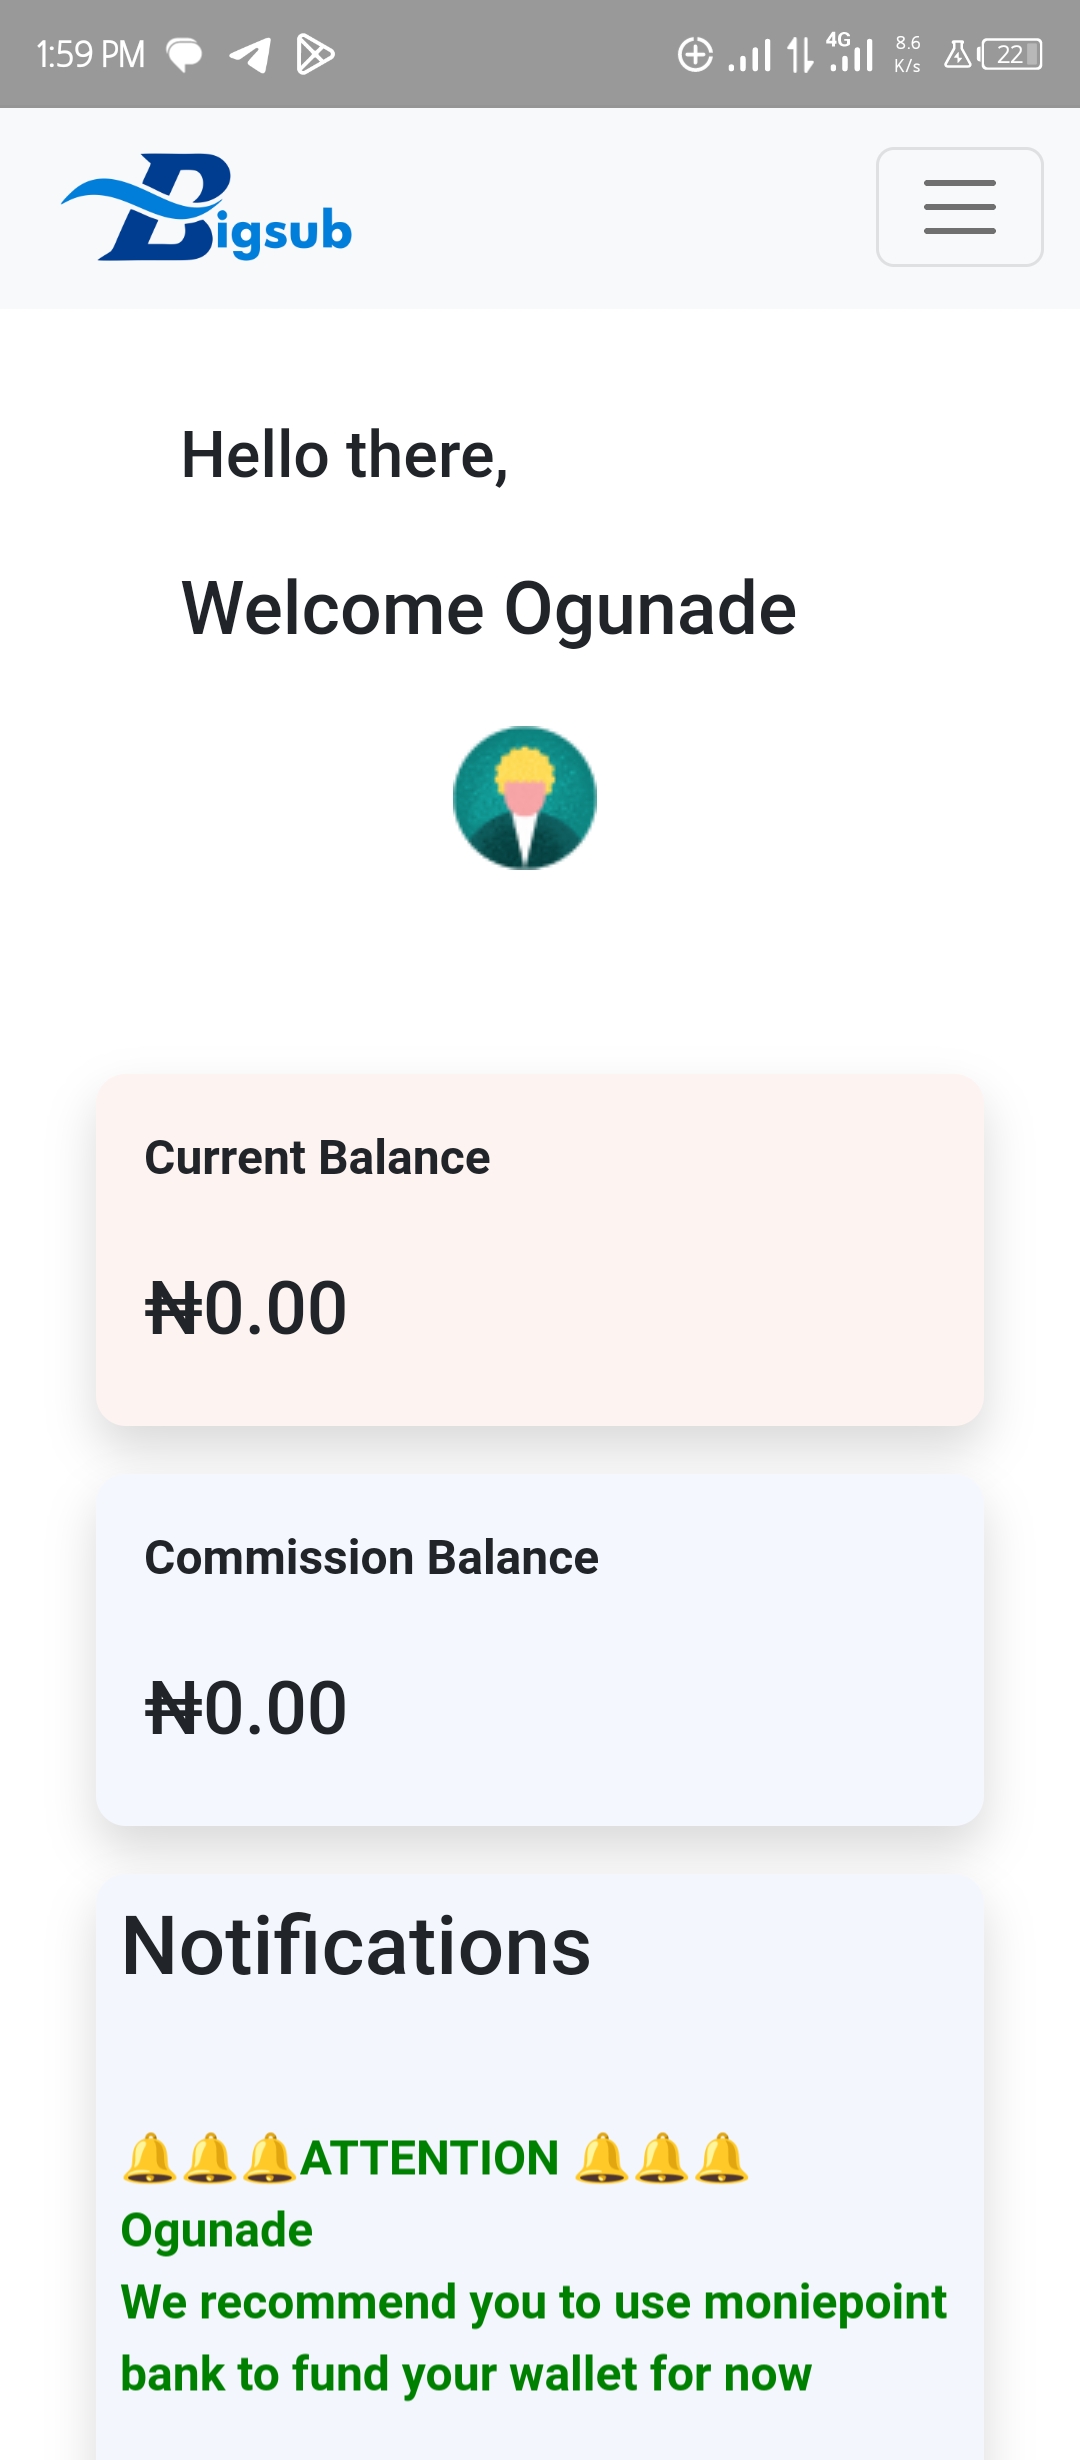 1:59 PM
4G
8.6
K/s
22
Bigsub
Hello there,
Welcome Ogunade
Current Balance
₦0.00
Commission Balance
₦0.00
Notifications
🔔🔔🔔ATTENTION 🔔🔔🔔
Ogunade
We recommend you to use moniepoint
bank to fund your wallet for now